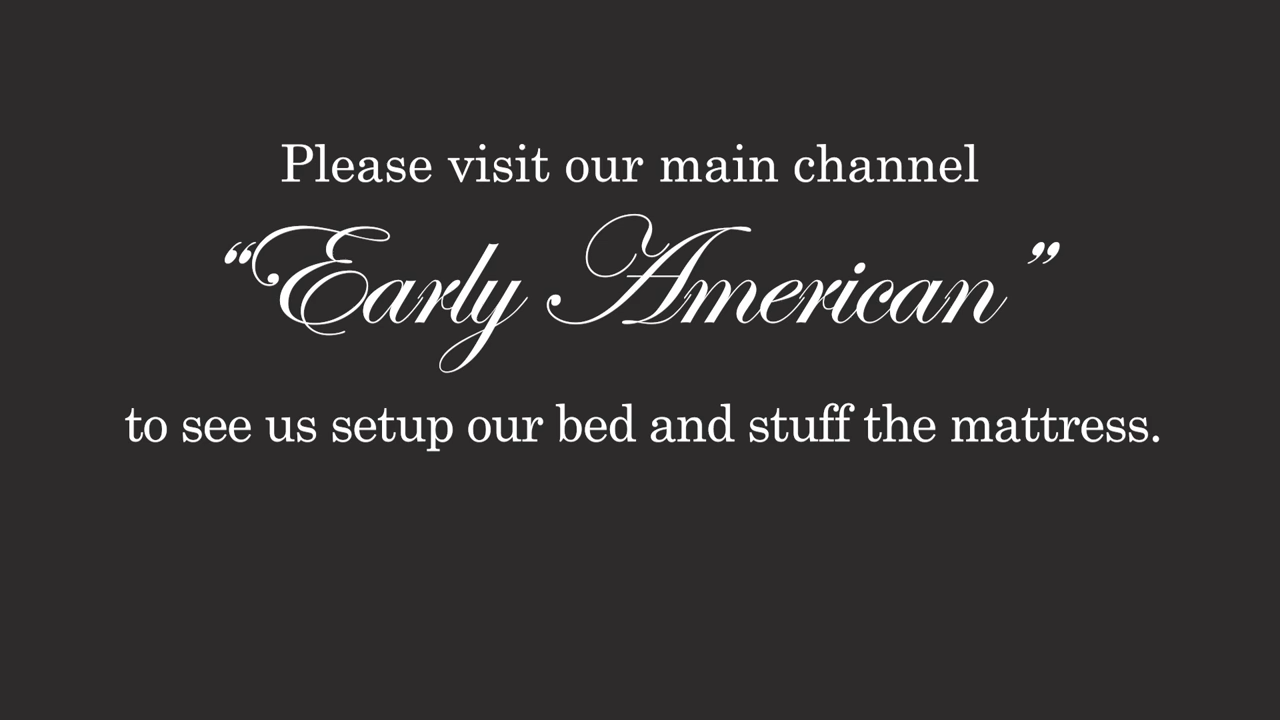 Please visit our main channel
“Early American”
to see us setup our bed and stuff the mattress.